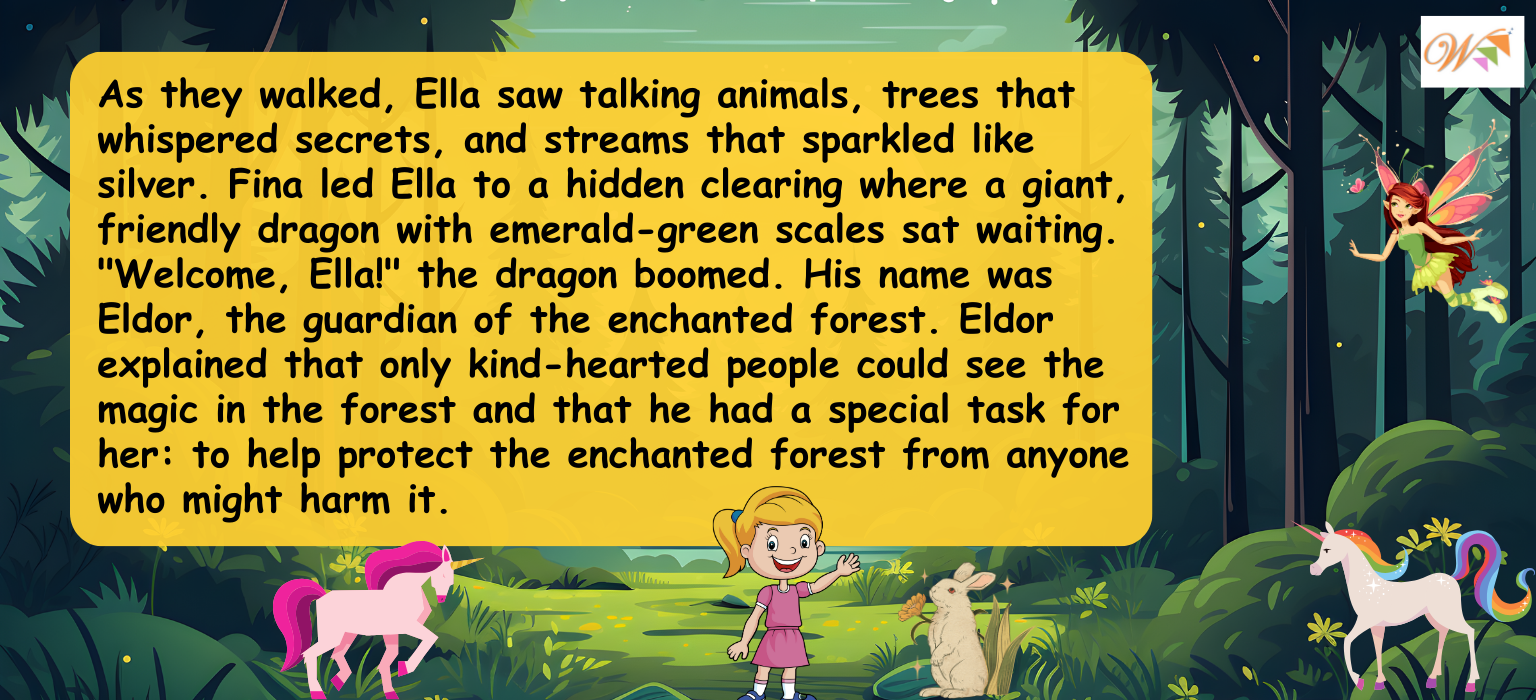 W
As they walked, Ella saw talking animals, trees that
whispered secrets, and streams that sparkled like
silver. Fina led Ella to a hidden clearing where a giant,
friendly dragon with emerald-green scales sat waiting.
"Welcome, Ella!" the dragon boomed. His name was
Eldor, the guardian of the enchanted forest. Eldor
explained that only kind-hearted people could see the
magic in the forest and that he had a special task for
her: to help protect the enchanted forest from anyone
who might harm it.